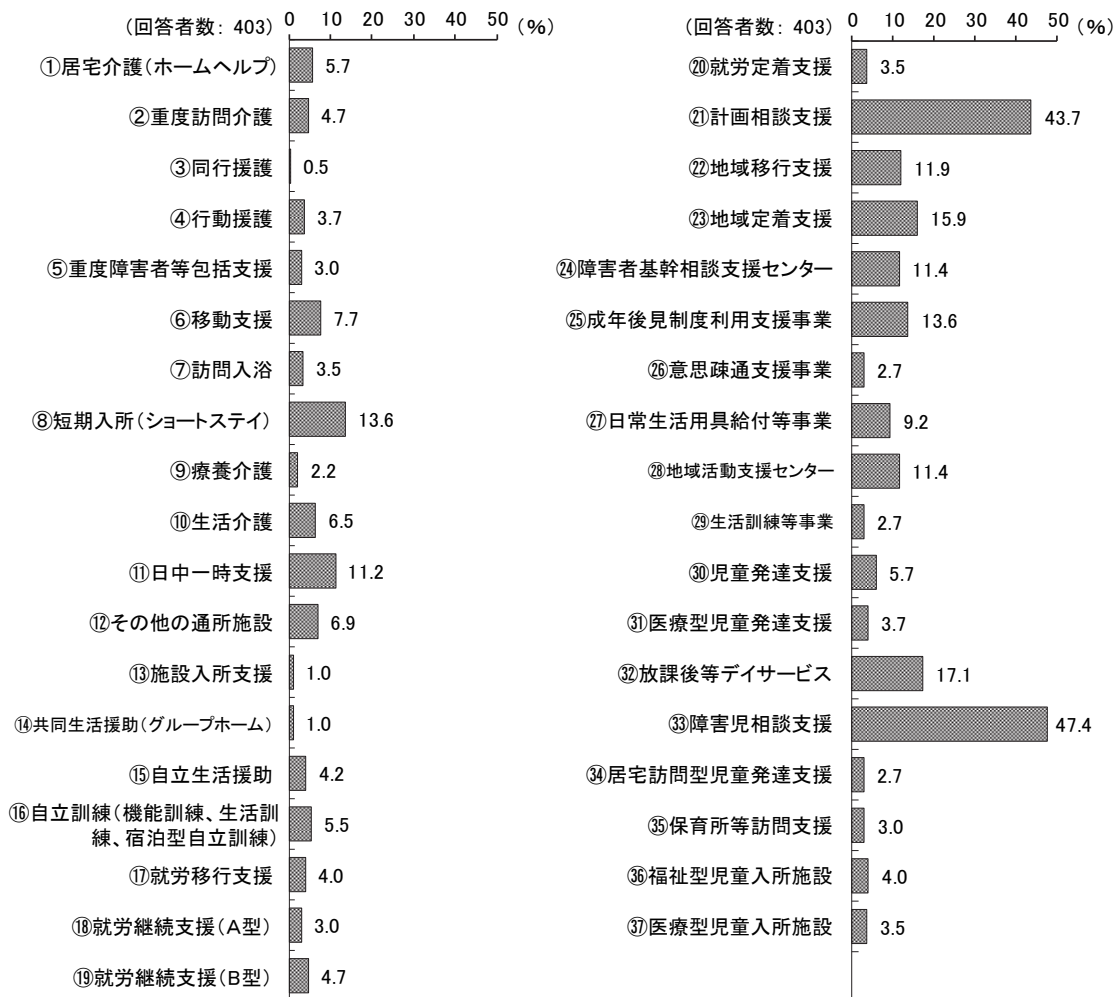 (回答者数: 403)
0 10 20 30 40 50 (%)
①居宅介護(ホームヘルプ) 5.7
②重度訪問介護 4.7
③同行援護 0.5
④行動援護 3.7
⑤重度障害者等包括支援 3.0
⑥移動支援 7.7
⑦訪問入浴 3.5
⑧短期入所(ショートステイ) 13.6
⑨療養介護 2.2
⑩生活介護 6.5
⑪日中一時支援 11.2
⑫その他の通所施設 6.9
⑬施設入所支援 1.0
⑭共同生活援助(グループホーム) 1.0
⑮自立生活援助 4.2
⑯自立訓練(機能訓練、生活訓
練、宿泊型自立訓練) 5.5
⑰就労移行支援 4.0
⑱就労継続支援(A型) 3.0
⑲就労継続支援(B型) 4.7
(回答者数: 403)
0 10 20 30 40 50 (%)
⑳就労定着支援 3.5
㉑計画相談支援 43.7
㉒地域移行支援 11.9
㉓地域定着支援 15.9
㉔障害者基幹相談支援センター 11.4
㉕成年後見制度利用支援事業 13.6
㉖意思疎通支援事業 2.7
㉗日常生活用具給付等事業 9.2
㉘地域活動支援センター 11.4
㉙生活訓練等事業 2.7
㉚児童発達支援 5.7
㉛医療型児童発達支援 3.7
㉜放課後等デイサービス 17.1
㉝障害児相談支援 47.4
㉞居宅訪問型児童発達支援 2.7
㉟保育所等訪問支援 3.0
㊱福祉型児童入所施設 4.0
㊲医療型児童入所施設 3.5